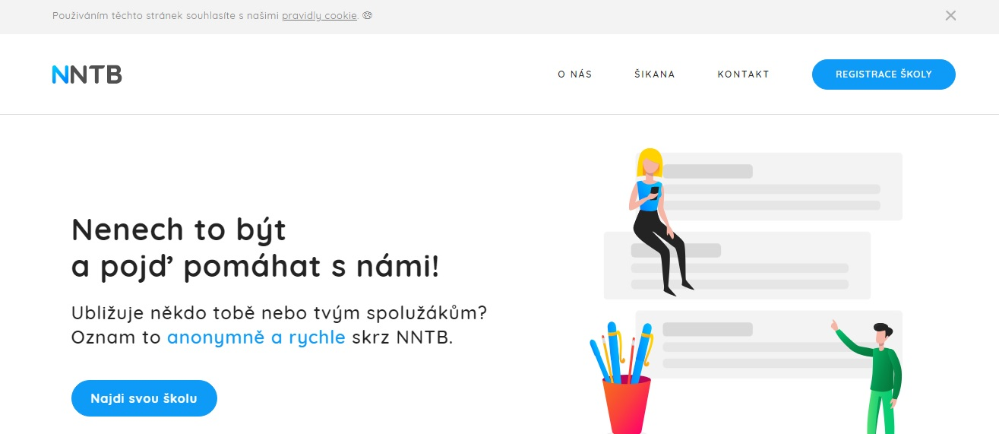 Používáním těchto stránek souhlasíte s našimi pravidly cookie. 🍪
NNTB
O NÁS
ŠIKANA
KONTAKT
REGISTRACE ŠKOLY
Nenech to být
a pojď pomáhat s námi!
Ubližuje někdo tobě nebo tvým spolužákům?
Oznam to anonymně a rychle skrz NNTB.
Najdi svou školu